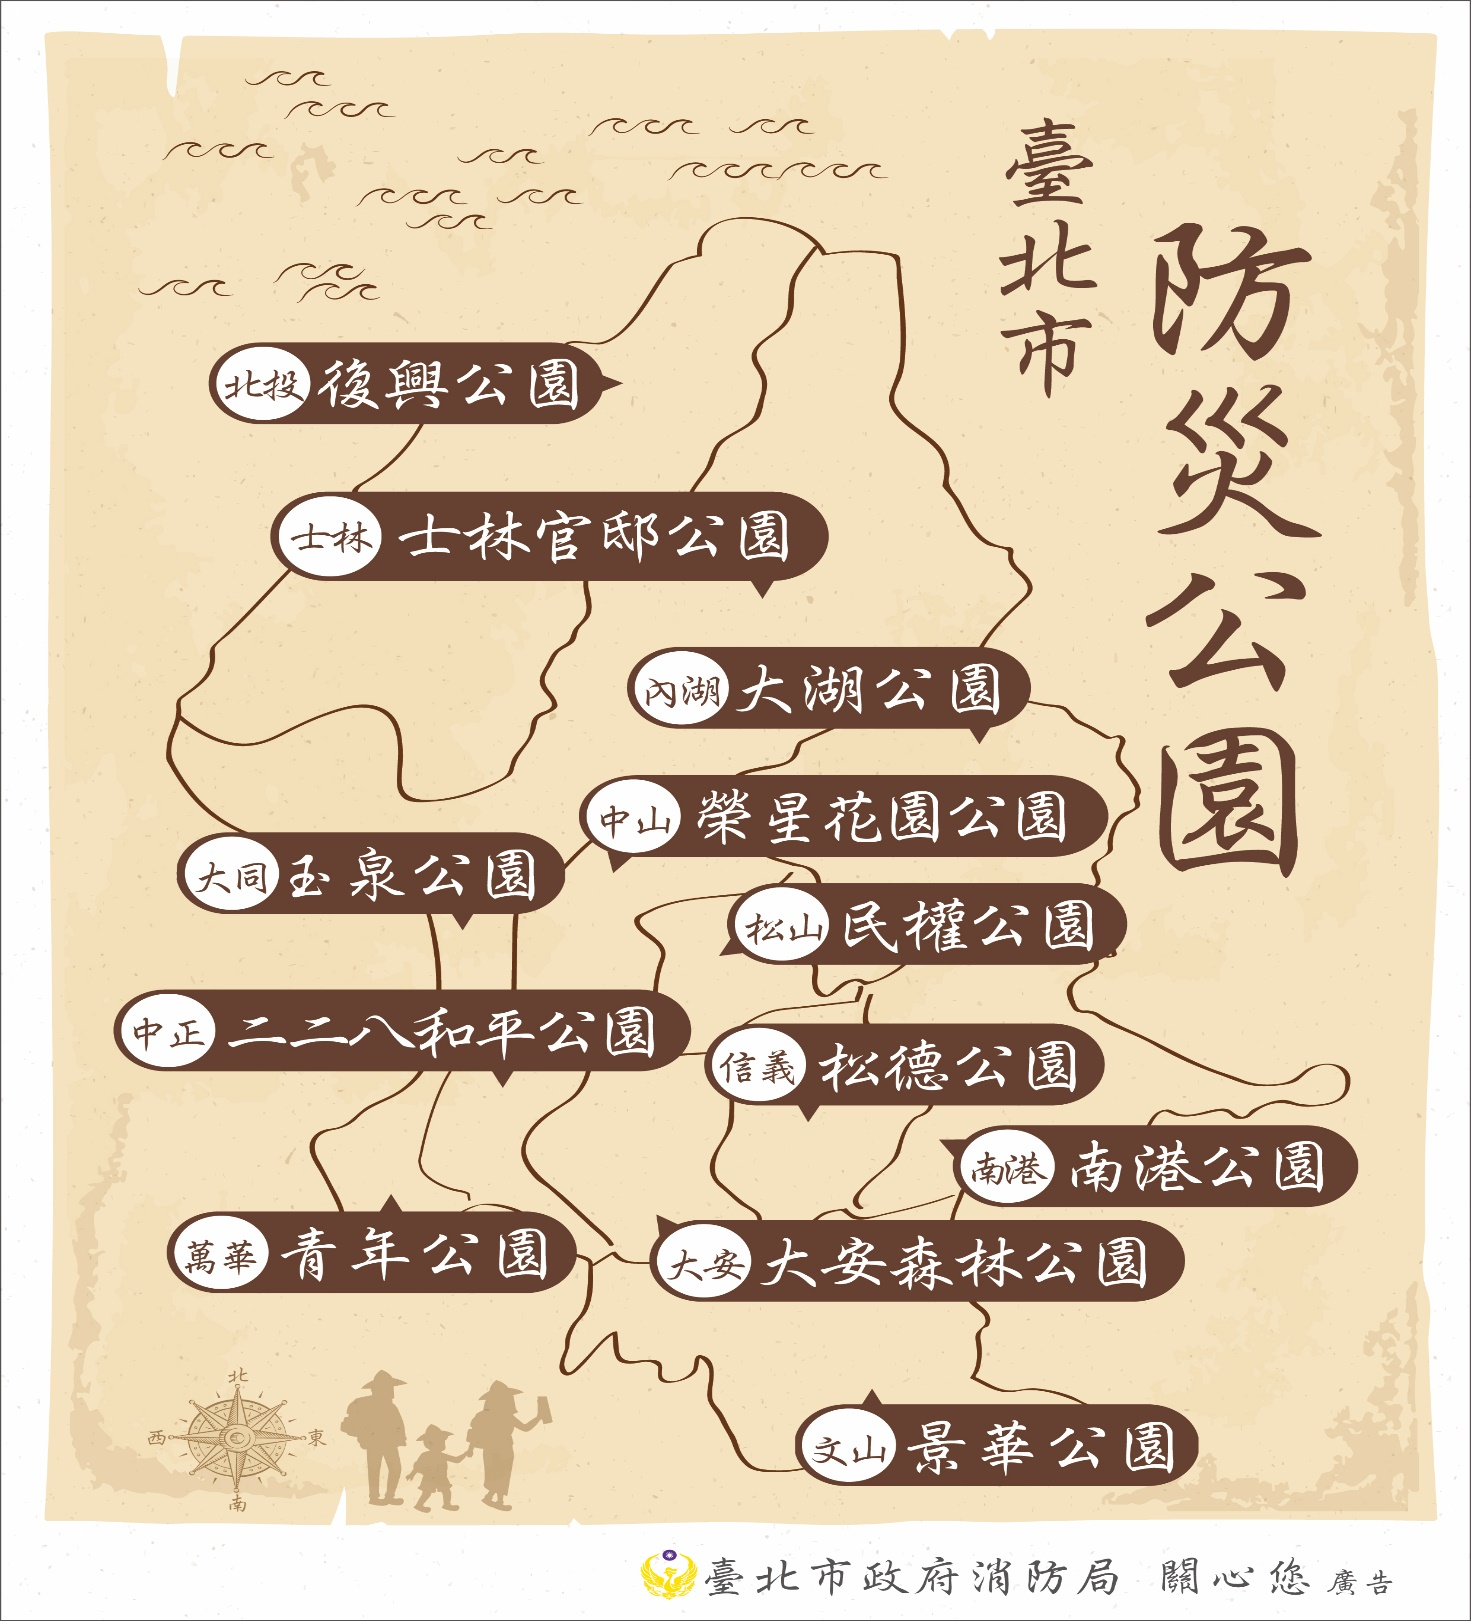 臺北市
防災公園
北投 復興公園
士林 士林官邸公園
內湖 大湖公園
中山 榮星花園公園
大同 玉泉公園
松山 民權公園
中正 二二八和平公園
信義 松德公園
南港 南港公園
萬華 青年公園
大安 大安森林公園
文山 景華公園
北
西
東
南
臺北市政府消防局 關心您 廣告